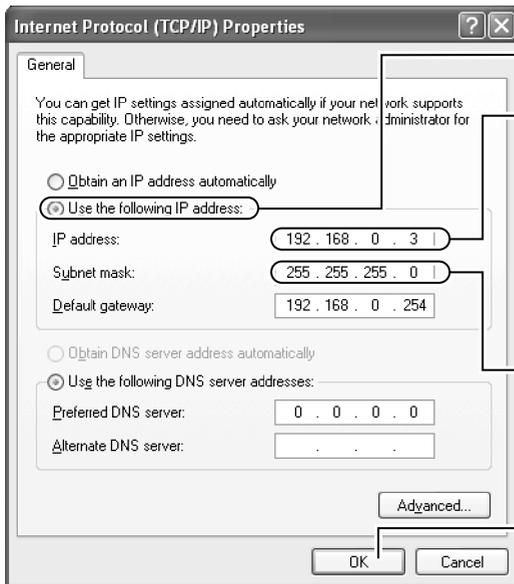 Internet Protocol (TCP/IP) Properties
General
You can get IP settings assigned automatically if your network supports
this capability. Otherwise, you need to ask your network administrator for
the appropriate IP settings.
Obtain an IP address automatically
Use the following IP address:
IP address: 192 . 168 . 0 . 3
Subnet mask: 255 . 255 . 255 . 0
Default gateway: 192 . 168 . 0 . 254
Obtain DNS server address automatically
Use the following DNS server addresses:
Preferred DNS server: 0 . 0 . 0 . 0
Alternate DNS server: . . .
Advanced...
OK Cancel